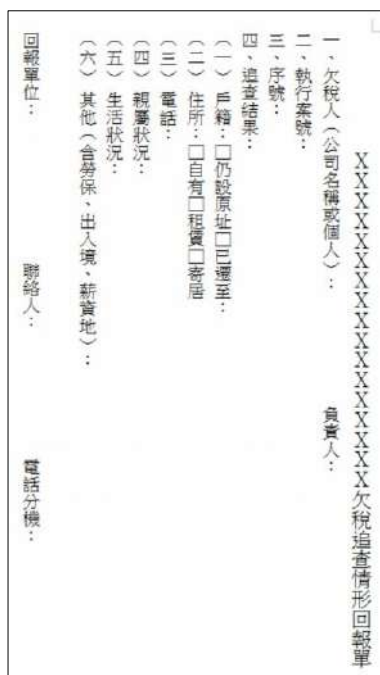 XXXXXXXXXXXXXXXXXX欠稅追查情形回報單
一、欠稅人（公司名稱或個人）： 負責人：
二、執行案號：
三、序號：
四、追查結果：
（一）戶籍：□仍設原址□已遷至：
（二）住所：□自有□租賃□寄居
（三）電話：
（四）親屬狀況：
（五）生活狀況：
（六）其他（含勞保、出入境、薪資地）：
回報單位： 聯絡人： 電話分機：